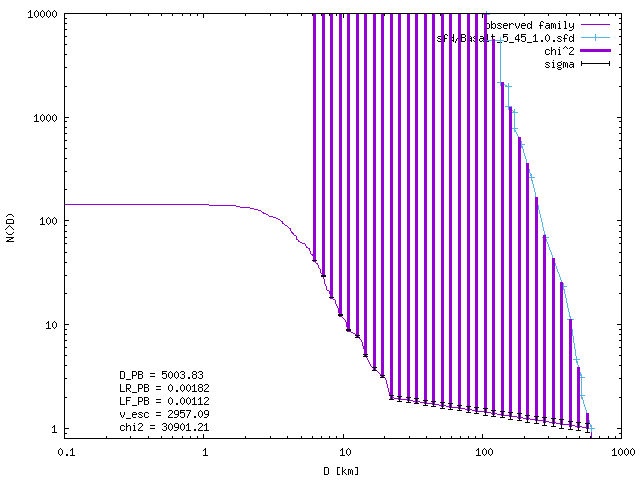 10000
1000
100
10
1
N(>D)
observed family
sfd/Basalt_5_45_1.0.sfd
chi^2
sigma
D_PB = 5003.83
LR_PB = 0.00182
LF_PB = 0.00112
v_esc = 2957.09
chi2 = 30901.21
0.1 1 10 100 1000
D [km]